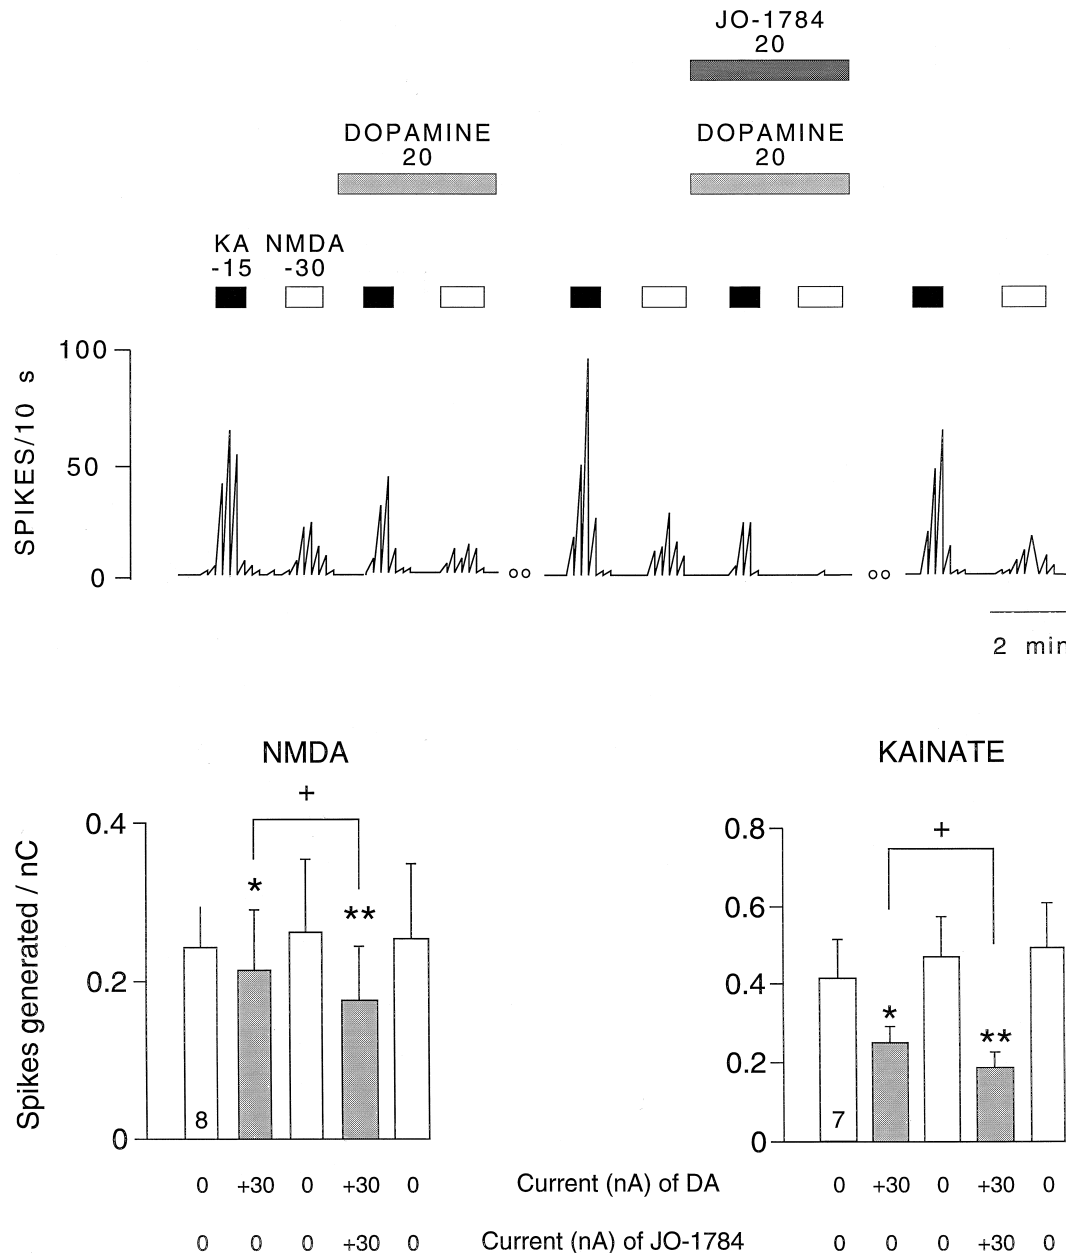 JO-1784
20
DOPAMINE
20
DOPAMINE
20
KA NMDA
-15 -30
SPIKES/10 s
100
50
0
oo
oo
2 min
NMDA
KAINATE
+
+
Spikes generated / nC
0.4
0.2
0
*
**
8
0.8
0.6
0.4
0.2
0
*
**
7
0 +30 0 +30 0 Current (nA) of DA 0 +30 0 +30 0
0 0 0 +30 0 Current (nA) of JO-1784 0 0 0 +30 0